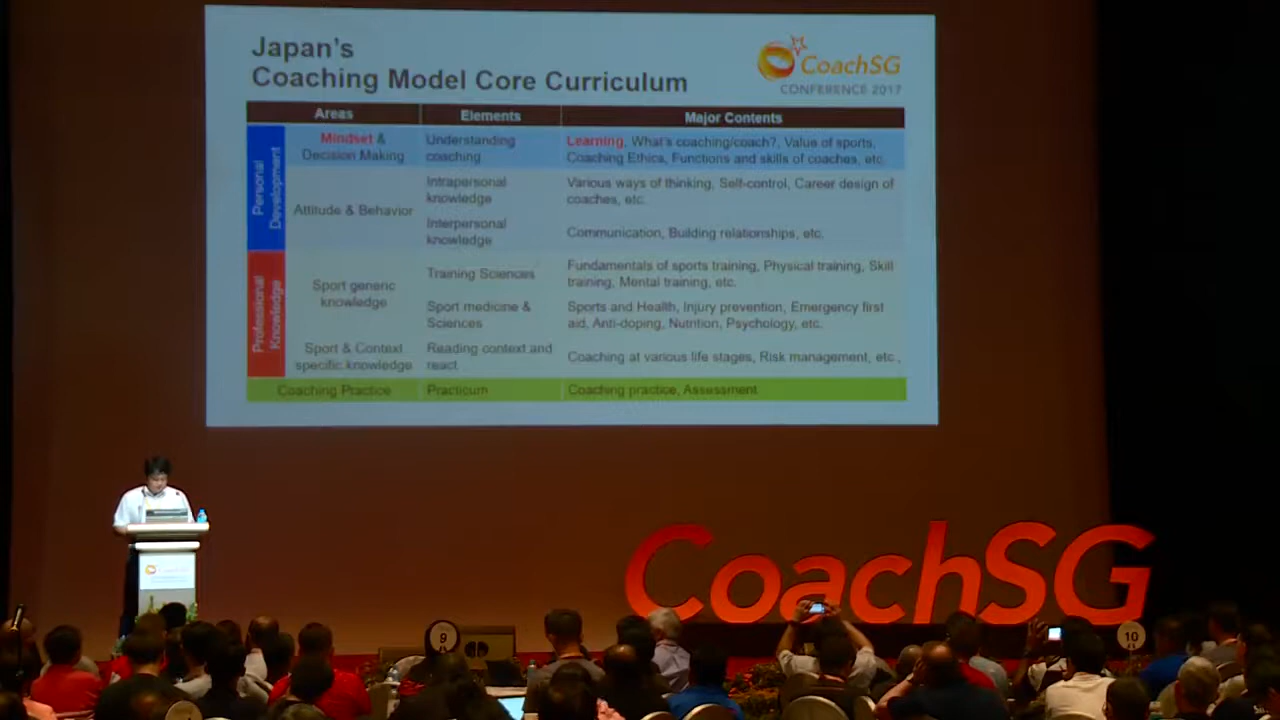 Japan's
Coaching Model Core Curriculum
CoachSG
CONFERENCE 2017
Areas
Elements
Major Contents
Personal
Development
Mindset &
Decision Making
Understanding
coaching
Learning, What's coaching/coach?, Value of sports,
Coaching Ethics, Functions and skills of coaches, etc.
Attitude & Behavior
Intrapersonal
knowledge
Various ways of thinking, Self-control, Career design of
coaches, etc.
Interpersonal
knowledge
Communication, Building relationships, etc.
Professional
Knowledge
Sport generic
knowledge
Training Sciences
Fundamentals of sports training, Physical training, Skill
training, Mental training, etc.
Sport medicine &
Sciences
Sports and Health, Injury prevention, Emergency first
aid, Anti-doping, Nutrition, Psychology, etc.
Sport & Context
specific knowledge
Reading context and
react
Coaching at various life stages, Risk management, etc.,
Coaching Practice
Practicum
Coaching practice, Assessment
CoachSG
9
10